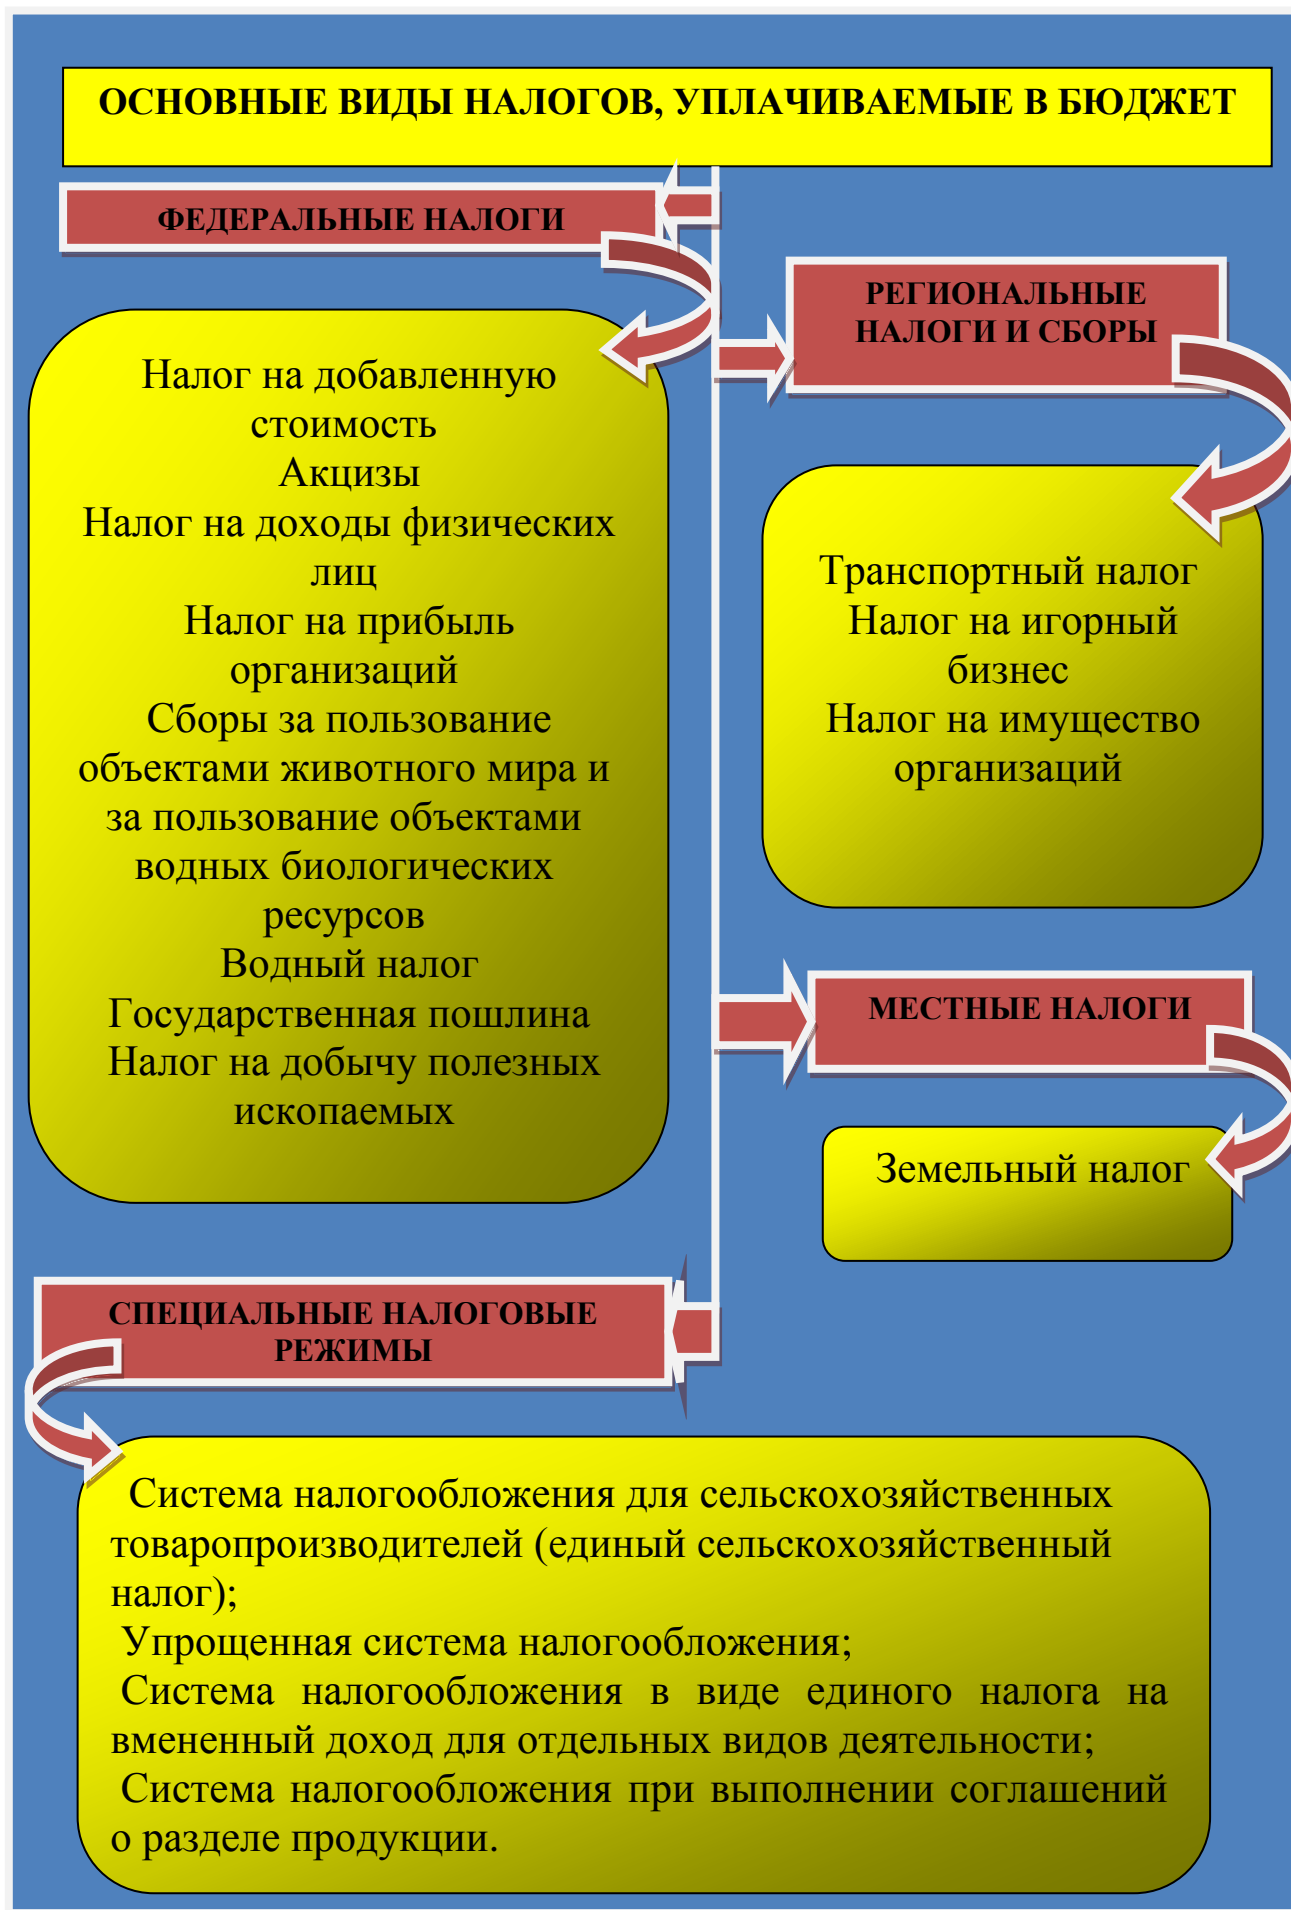 ОСНОВНЫЕ ВИДЫ НАЛОГОВ, УПЛАЧИВАЕМЫЕ В БЮДЖЕТ
ФЕДЕРАЛЬНЫЕ НАЛОГИ
Налог на добавленную
стоимость
Акцизы
Налог на доходы физических
лиц
Налог на прибыль
организаций
Сборы за пользование
объектами животного мира и
за пользование объектами
водных биологических
ресурсов
Водный налог
Государственная пошлина
Налог на добычу полезных
ископаемых
РЕГИОНАЛЬНЫЕ
НАЛОГИ И СБОРЫ
Транспортный налог
Налог на игорный
бизнес
Налог на имущество
организаций
МЕСТНЫЕ НАЛОГИ
Земельный налог
СПЕЦИАЛЬНЫЕ НАЛОГОВЫЕ
РЕЖИМЫ
Система налогообложения для сельскохозяйственных
товаропроизводителей (единый сельскохозяйственный
налог);
Упрощенная система налогообложения;
Система налогообложения в виде единого налога на
вмененный доход для отдельных видов деятельности;
Система налогообложения при выполнении соглашений
о разделе продукции.